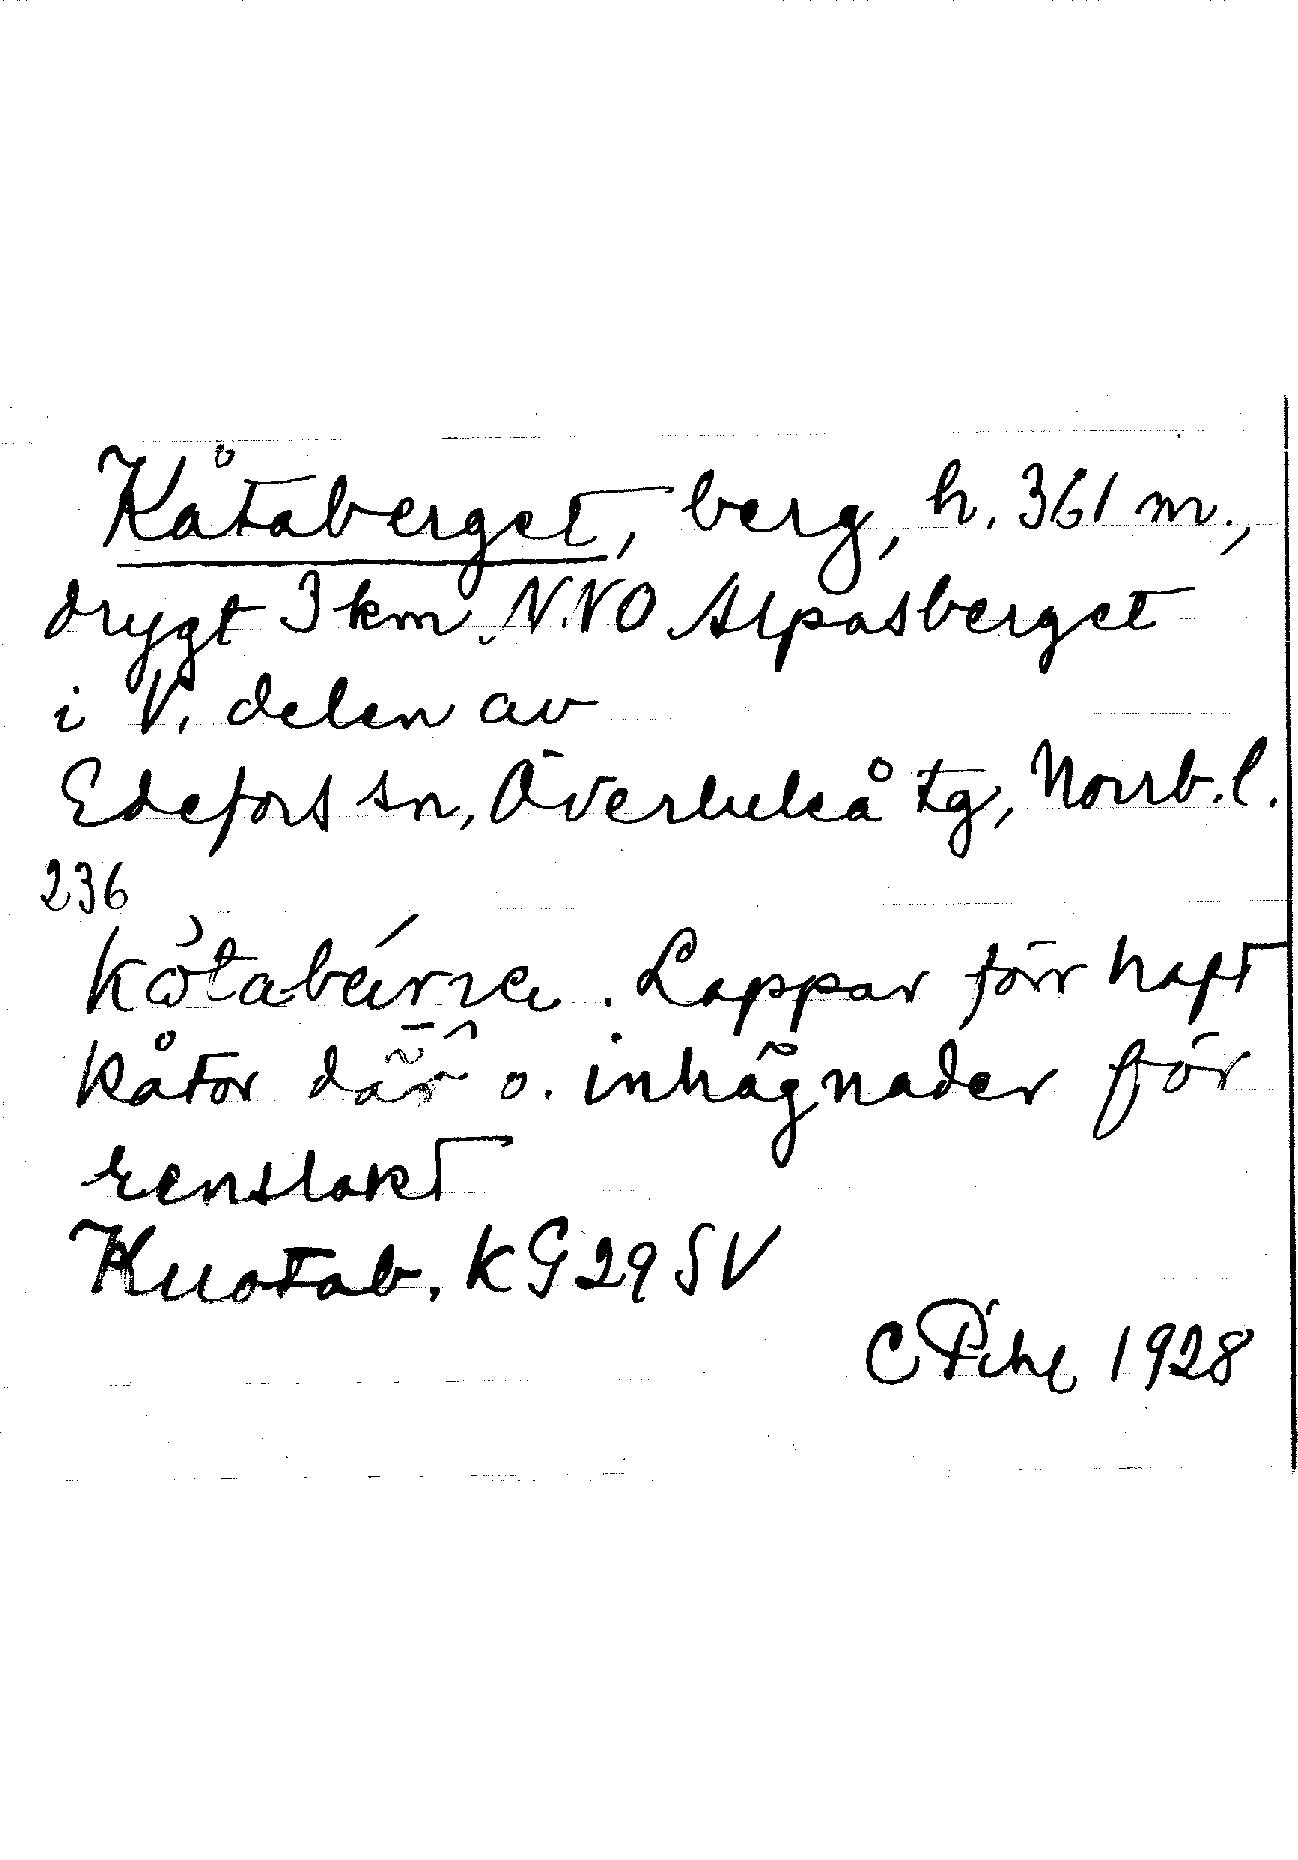 Kåtaberget, berg, h. 361 m.,
drygt 3 km NNO Alpasberget
i V. delen av
Edefors sn, Överluleå tg, Norrb.l.
236
Lappar förr haft
kåtor där o. inhägnader för
renslakt
Kuotab. KG 29 SV
C Pihl 1928